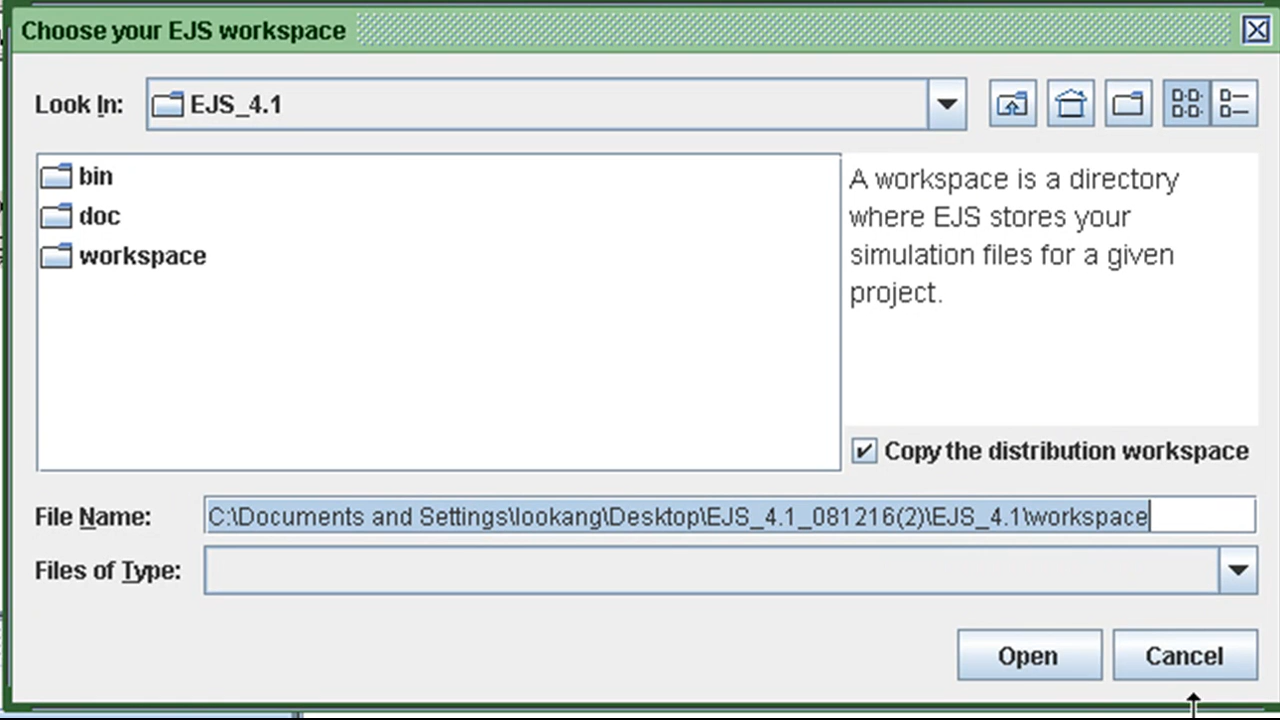 Choose your EJS workspace
Look In: EJS_4.1
bin
doc
workspace
A workspace is a directory
where EJS stores your
simulation files for a given
project.
Copy the distribution workspace
File Name: C:\Documents and Settings\lookang\Desktop\EJS_4.1_081216(2)\EJS_4.1\workspace
Files of Type:
Open Cancel